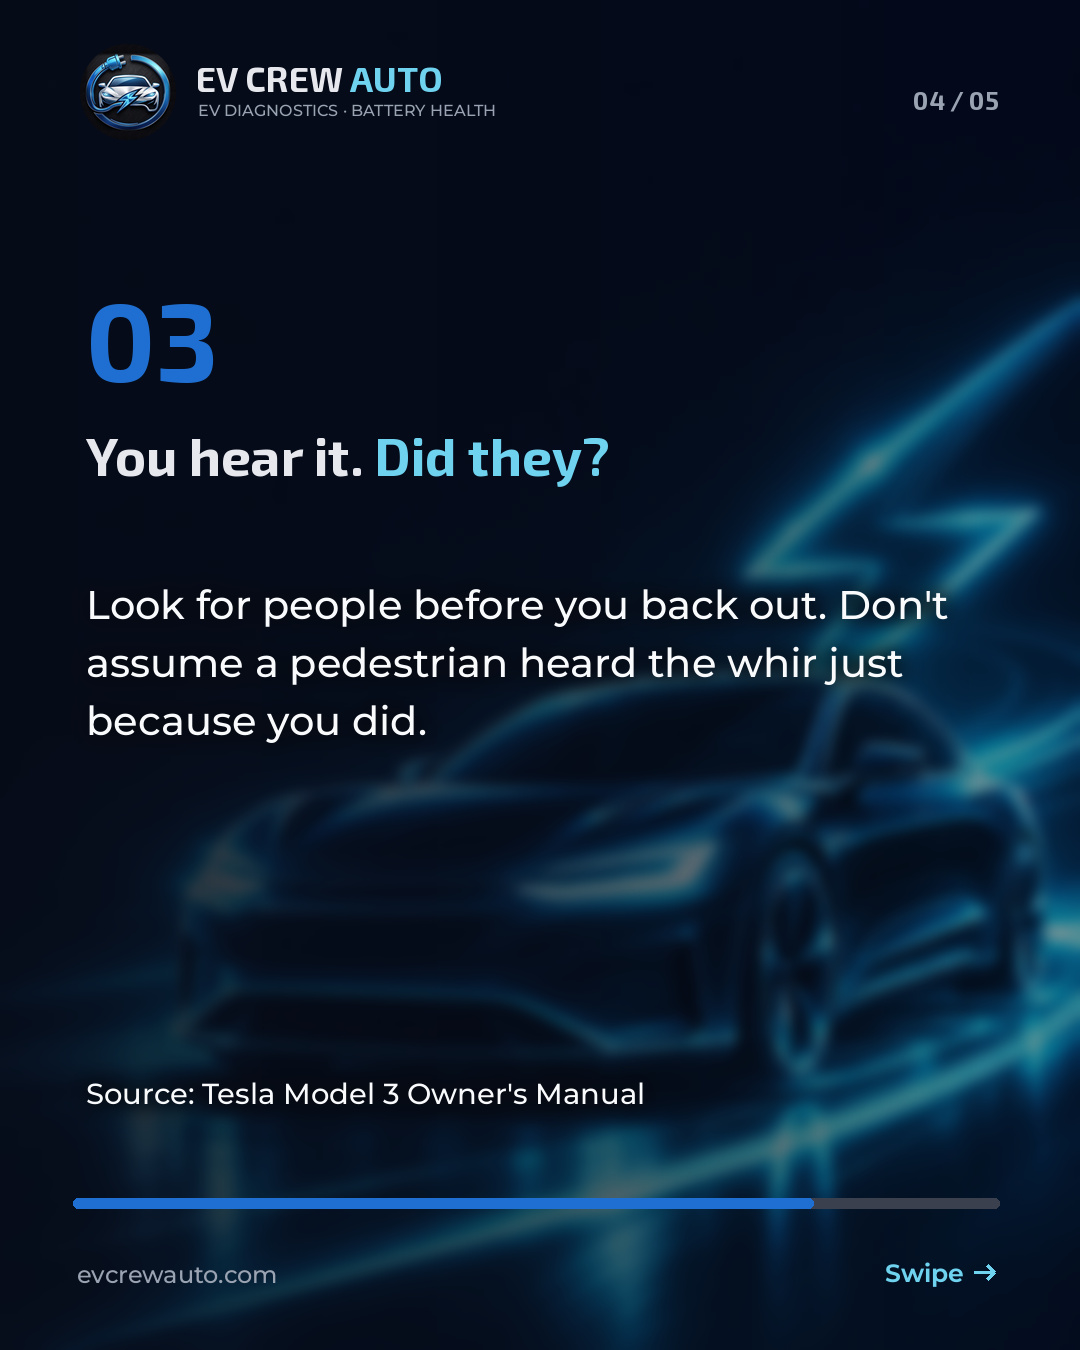 EV CREW AUTO
EV DIAGNOSTICS · BATTERY HEALTH
04 / 05
03
You hear it. Did they?
Look for people before you back out. Don't
assume a pedestrian heard the whir just
because you did.
Source: Tesla Model 3 Owner's Manual
evcrewauto.com
Swipe →